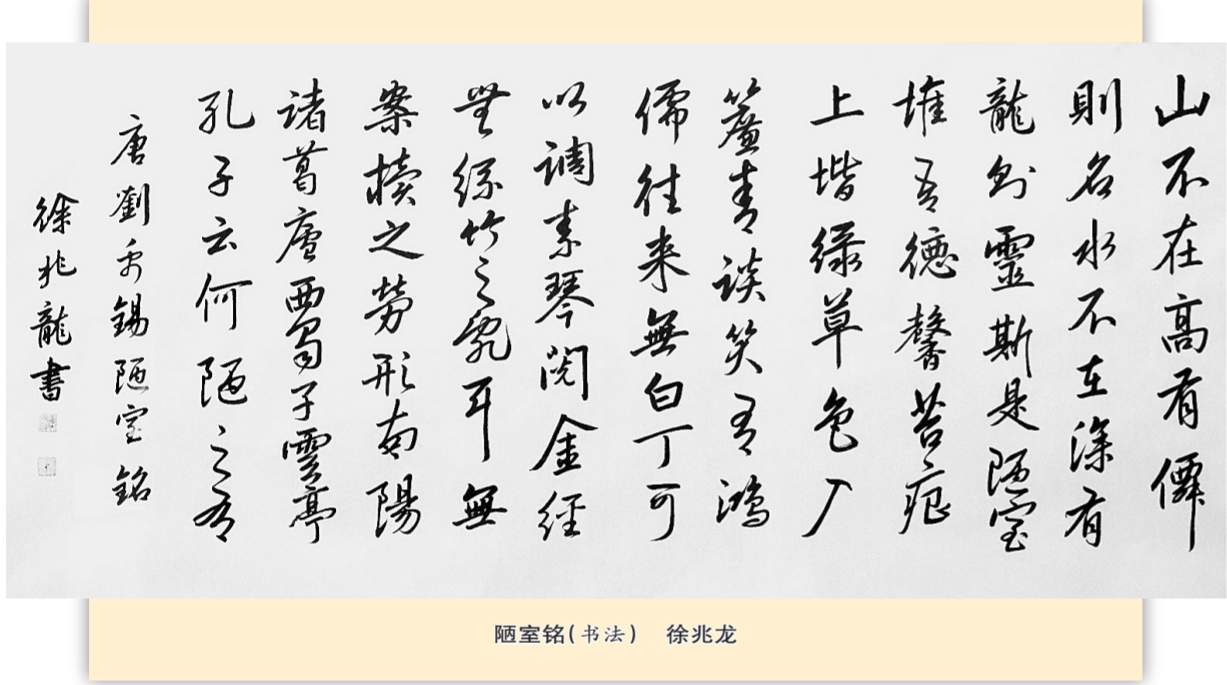 山不在高有僊
則名水不在深有
龍則靈斯是陋室
惟吾德馨苔痕
上堦緑草色入
簾青談笑有鴻
儒往来無白丁可
以調素琴閱金經
無絲竹之亂耳無
案牘之勞形南陽
諸葛廬西蜀子雲亭
孔子云何陋之有
唐劉禹錫陋室銘
徐兆龍書
陋室铭(书法) 徐兆龙